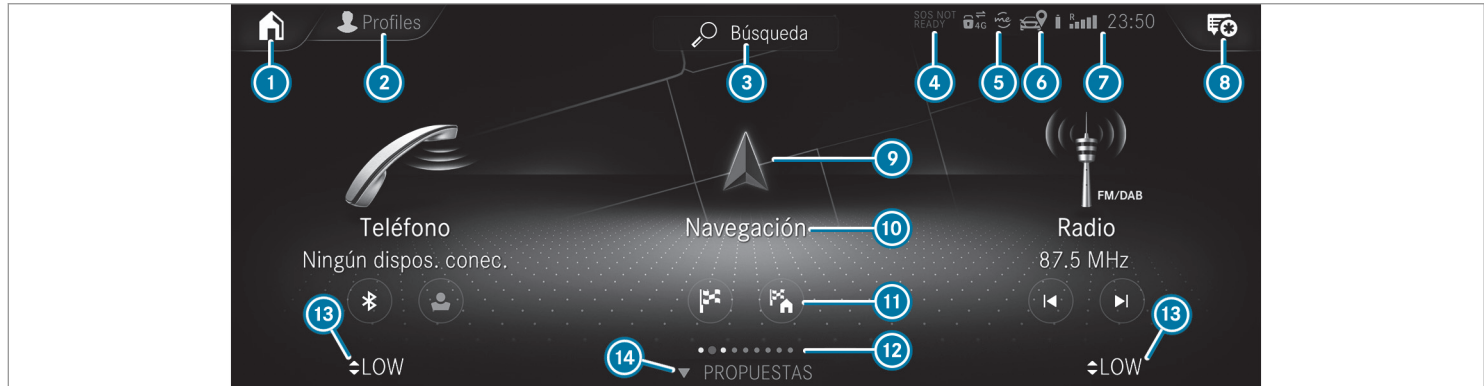 Profiles
Búsqueda
SOS NOT
READY
4G
me
R
23:50
1
2
3
4
5
6
7
8
9
FM/DAB
Teléfono
Navegación
10
Radio
Ningún dispos. conec.
87.5 MHz
11
13
13
12
14
LOW
PROPUESTAS
LOW